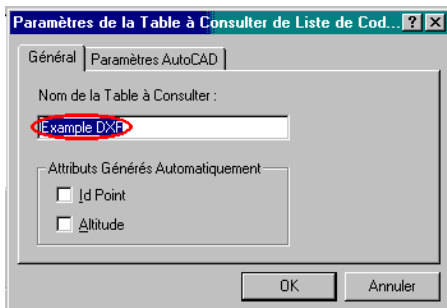 Paramètres de la Table à Consulter de Liste de Cod...
Général Paramètres AutoCAD
Nom de la Table à Consulter :
Example DXF
Attributs Générés Automatiquement
Id Point
Altitude
OK Annuler